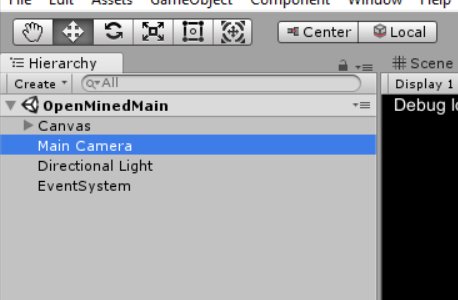 File Edit Assets GameObject Component Window Help
Center Local
Hierarchy # Scene
Create All Display 1
OpenMinedMain Debug lo
Canvas
Main Camera
Directional Light
EventSystem